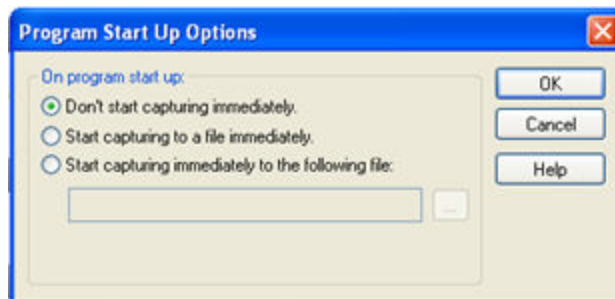 Program Start Up Options
On program start up:
Don't start capturing immediately.
Start capturing to a file immediately.
Start capturing immediately to the following file:
...
OK
Cancel
Help